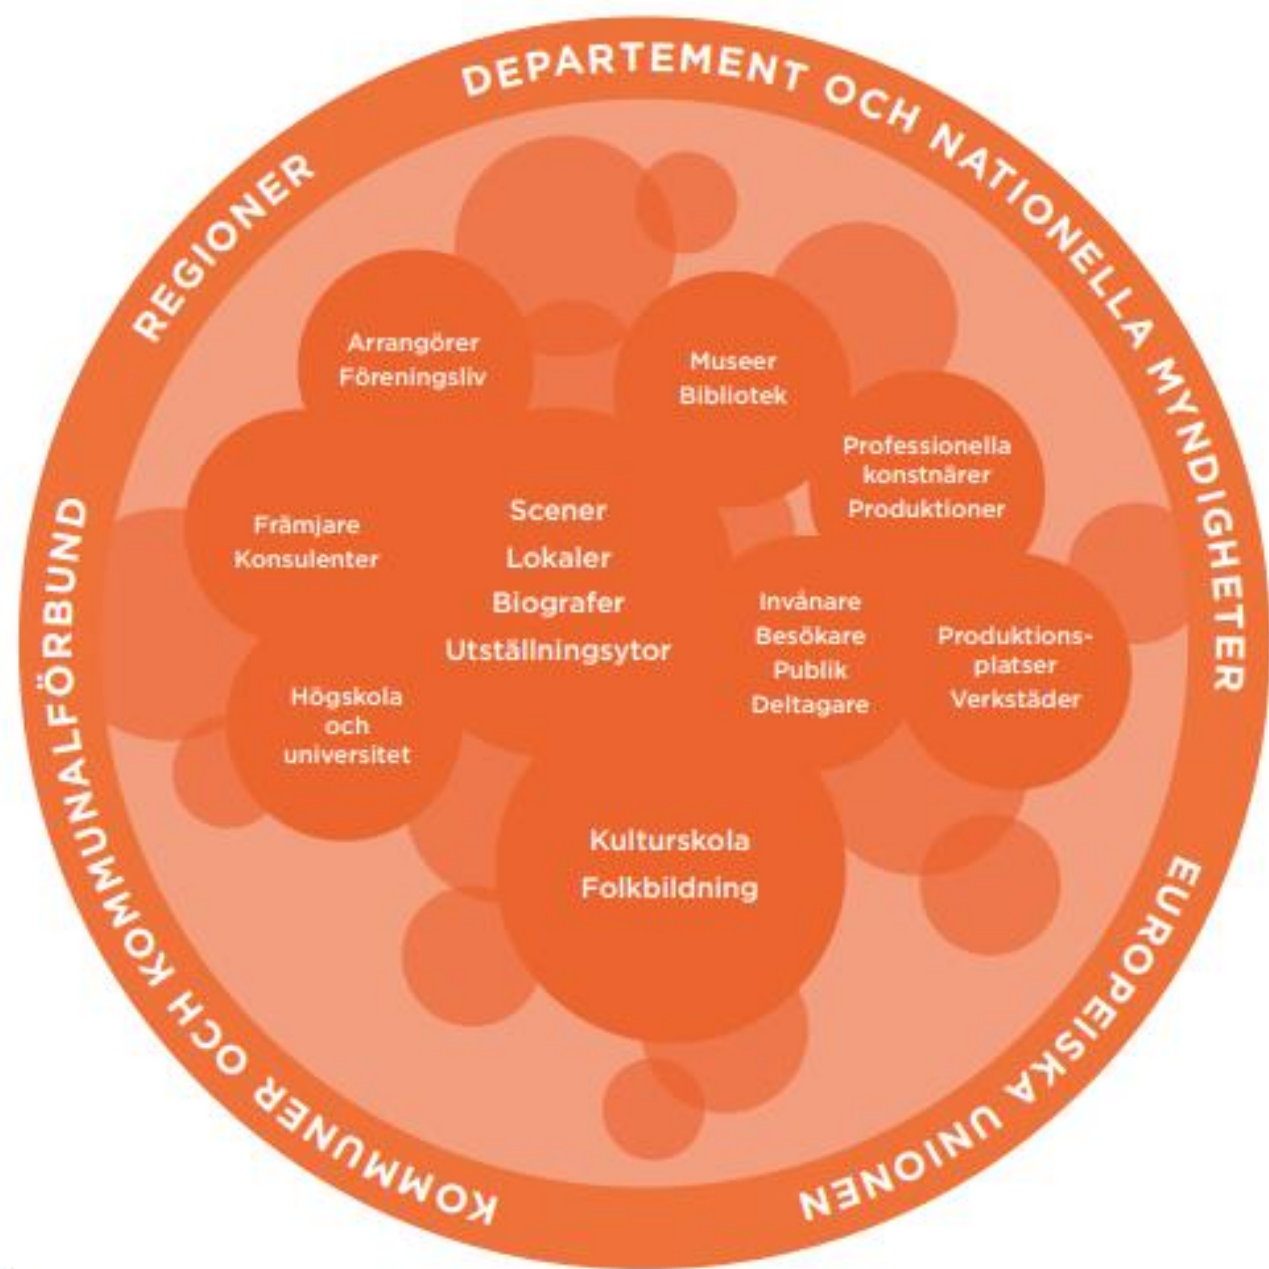 DEPARTEMENT OCH NATIONELLA MYNDIGHETER
REGIONER
KOMMUNER OCH KOMMUNALFÖRBUND
EUROPEISKA UNIONEN
Arrangörer
Föreningsliv
Museer
Bibliotek
Professionella
konstnärer
Produktioner
Främjare
Konsulenter
Scener
Lokaler
Biografer
Utställningsytor
Invånare
Besökare
Publik
Deltagare
Produktions-
platser
Verkstäder
Högskola
och
universitet
Kulturskola
Folkbildning